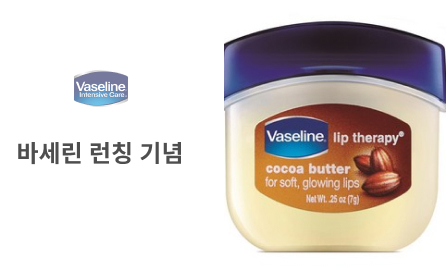 Vaseline
Intensive Care
바세린 런칭 기념
Vaseline
lip therapy®
cocoa butter
for soft, glowing lips
Net Wt. .25 oz (7g)